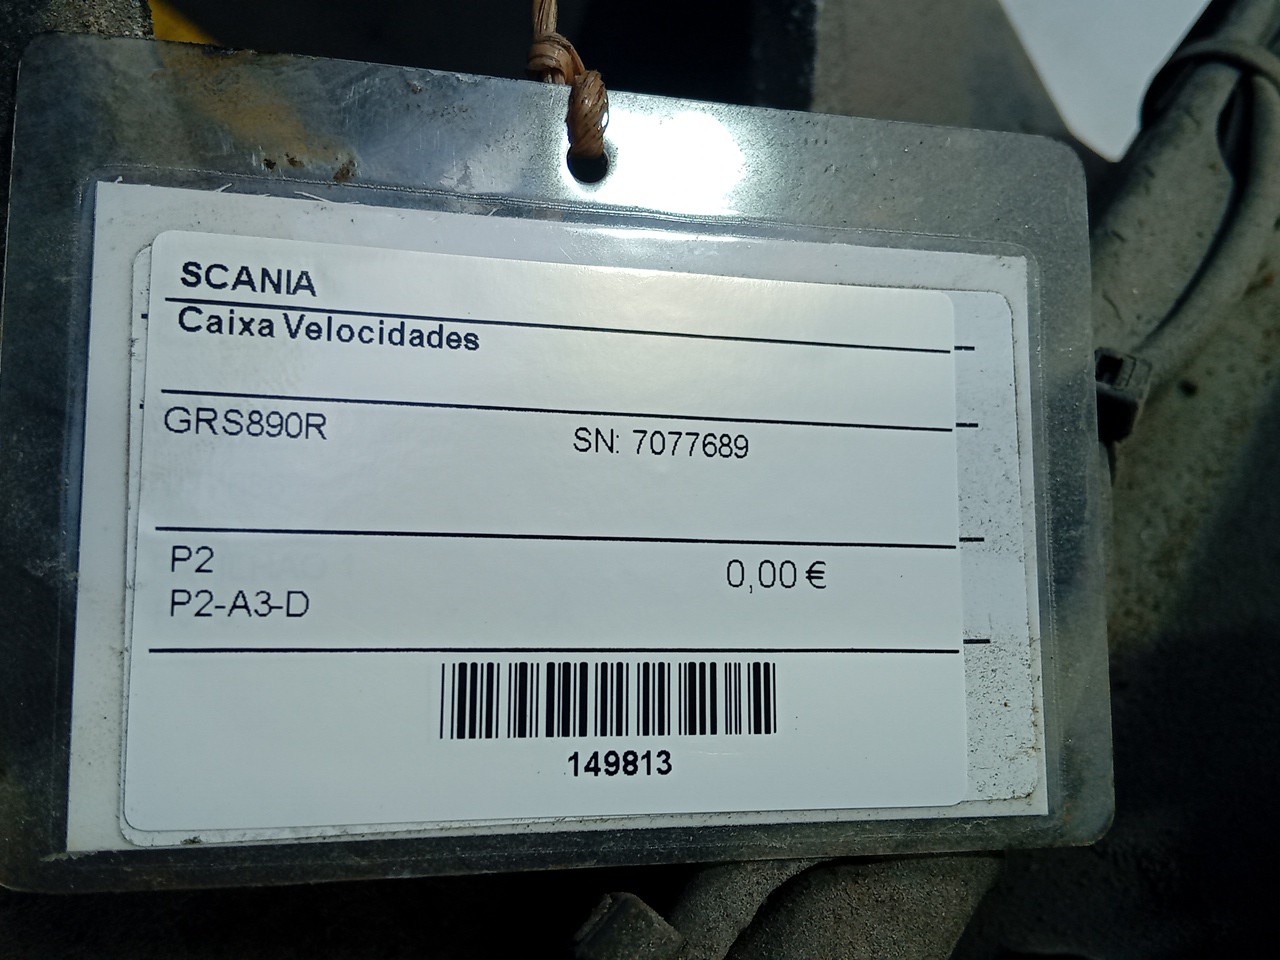 SCANIA
Caixa Velocidades
GRS890R SN: 7077689
P2 0,00 €
P2-A3-D
149813